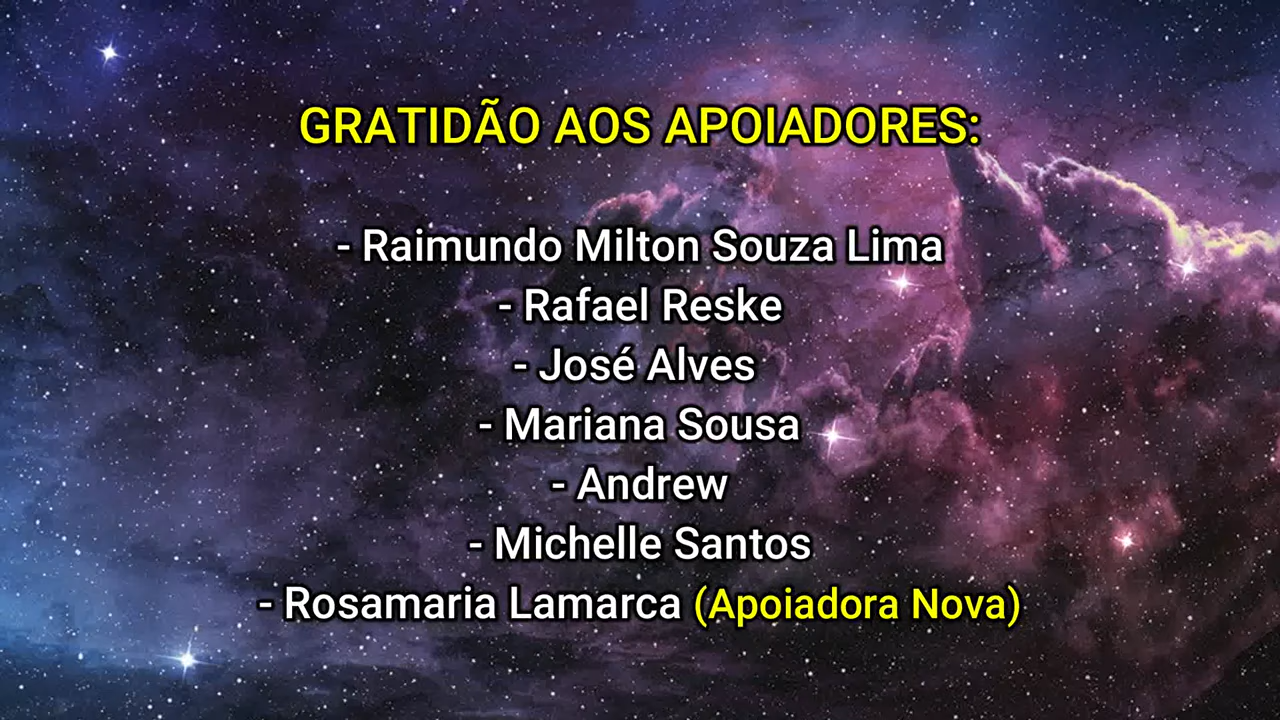 GRATIDÃO AOS APOIADORES:
- Raimundo Milton Souza Lima
- Rafael Reske
- José Alves
- Mariana Sousa
- Andrew
- Michelle Santos
- Rosamaria Lamarca (Apoiadora Nova)